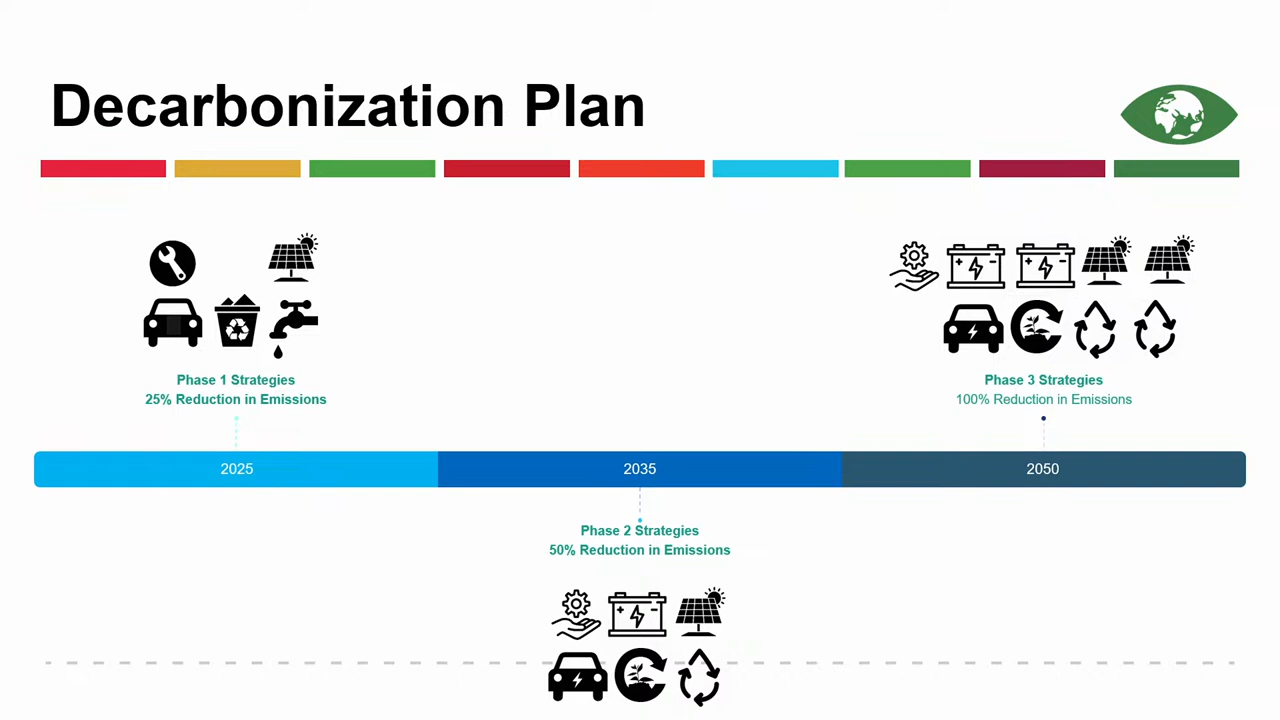 Decarbonization Plan
Phase 1 Strategies
25% Reduction in Emissions
Phase 3 Strategies
100% Reduction in Emissions
2025
2035
2050
Phase 2 Strategies
50% Reduction in Emissions